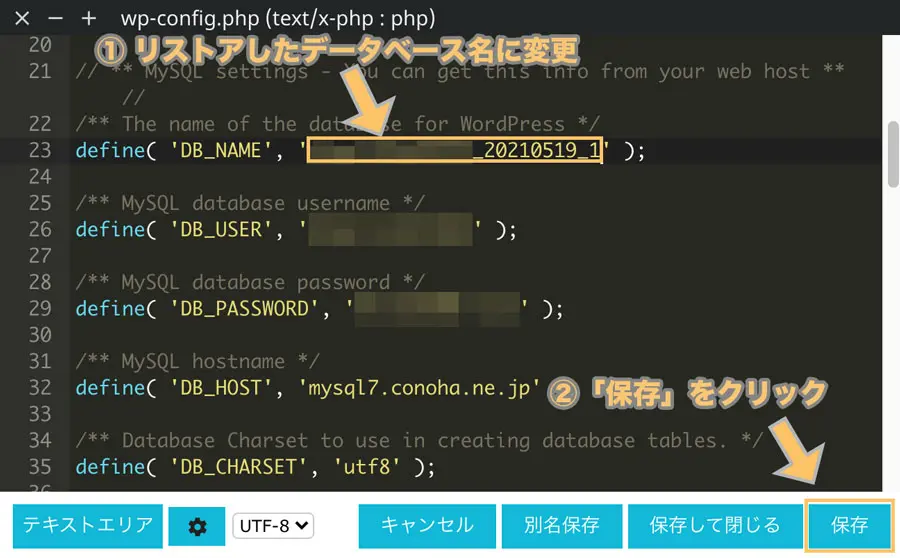 wp-config.php (text/x-php : php)
20
① リストアしたデータベース名に変更
21 // ** MySQL settings - You can get this info from your web host **
//
22 /** The name of the database for WordPress */
23 define( 'DB_NAME', '_20210519_1' );
24
25 /** MySQL database username */
26 define( 'DB_USER', '' );
27
28 /** MySQL database password */
29 define( 'DB_PASSWORD', '' );
30
31 /** MySQL hostname */
32 define( 'DB_HOST', 'mysql7.conoha.ne.jp'
② 「保存」をクリック
33
34 /** Database Charset to use in creating database tables. */
35 define( 'DB_CHARSET', 'utf8' );
テキストエリア UTF-8 キャンセル 別名保存 保存して閉じる 保存